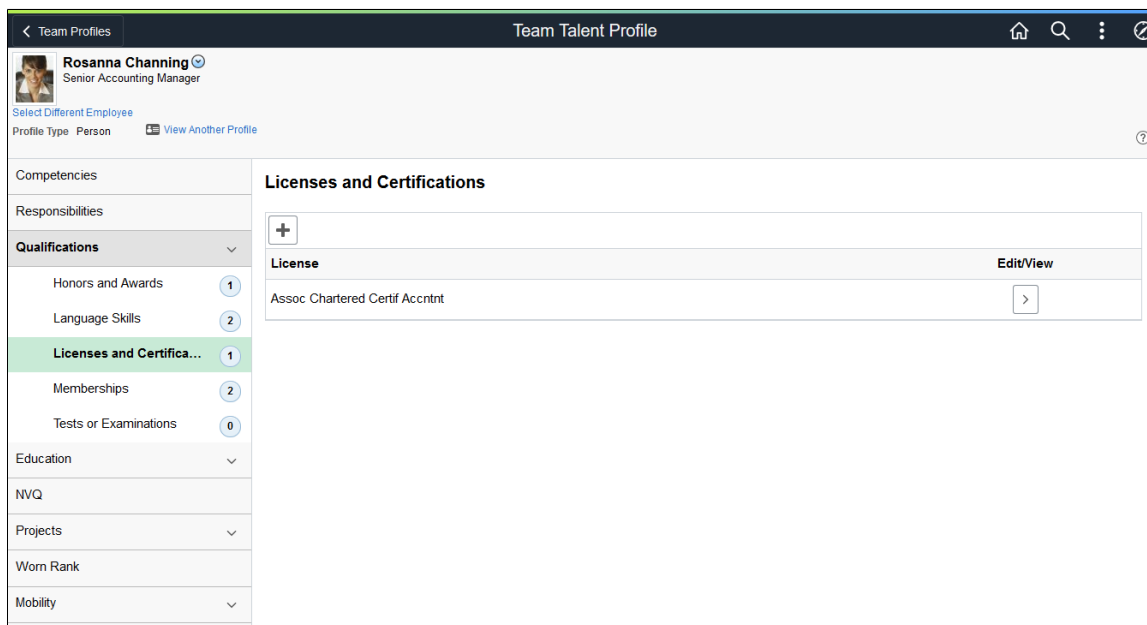 Team Profiles
Team Talent Profile
Rosanna Channing
Senior Accounting Manager
Select Different Employee
Profile Type Person View Another Profile
Competencies
Responsibilities
Qualifications
Honors and Awards 1
Language Skills 2
Licenses and Certifica... 1
Memberships 2
Tests or Examinations 0
Education
NVQ
Projects
Worn Rank
Mobility
Licenses and Certifications
License Edit/View
Assoc Chartered Certif Accntnt